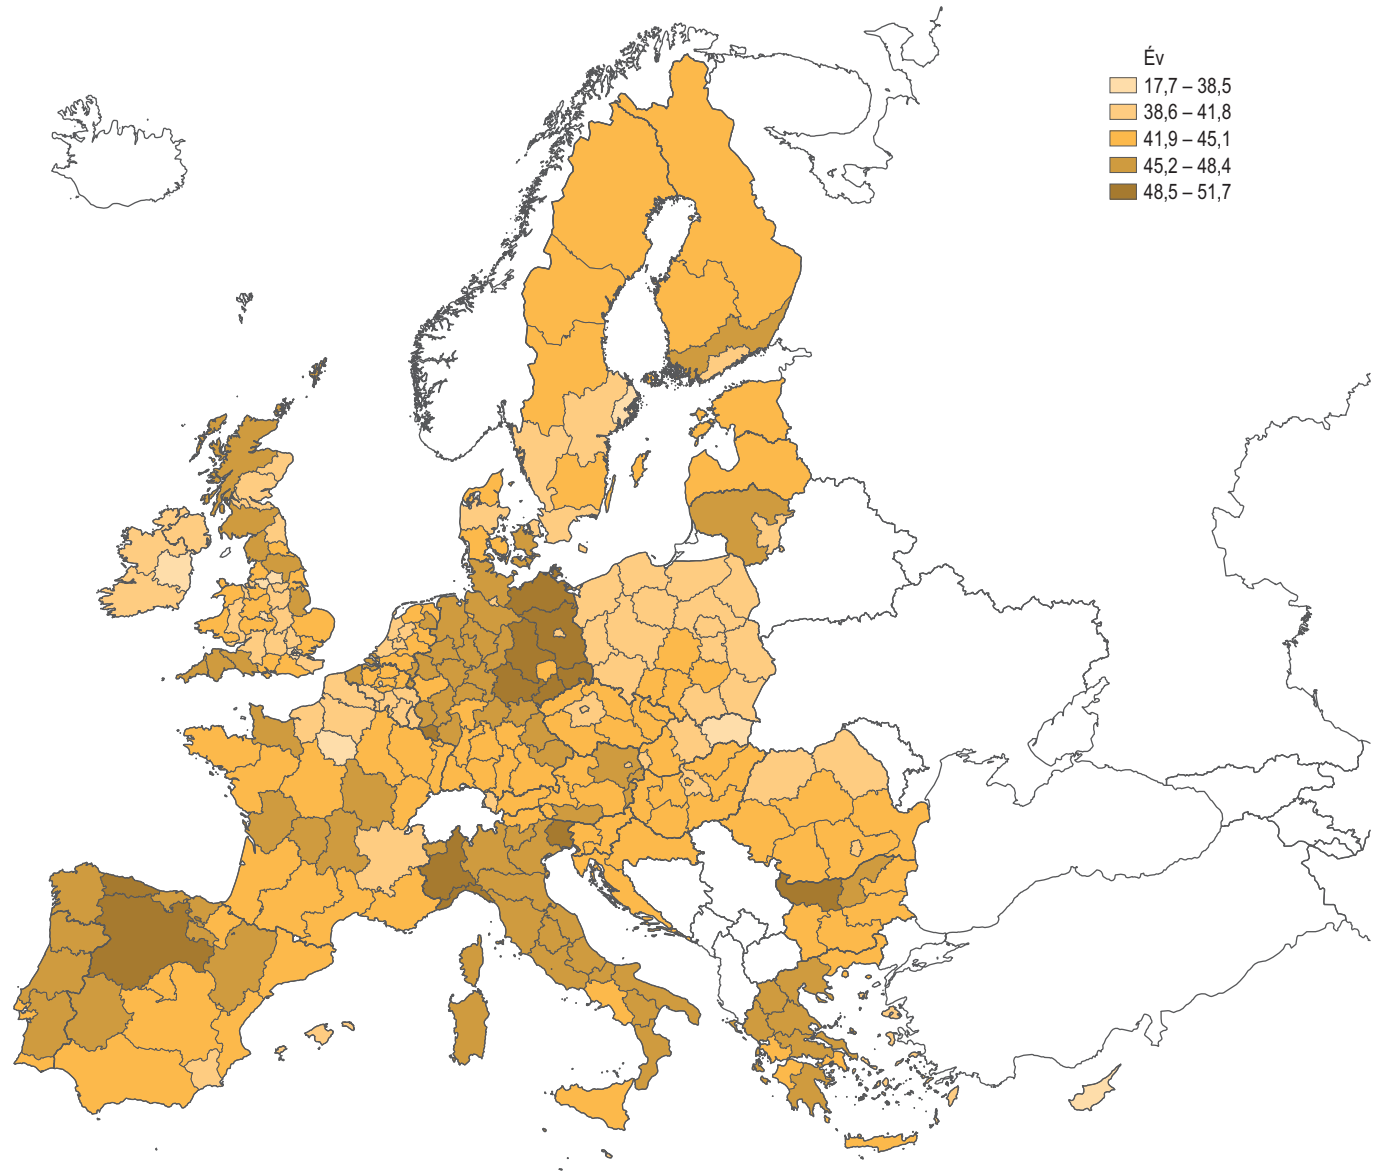 Év
17,7 – 38,5
38,6 – 41,8
41,9 – 45,1
45,2 – 48,4
48,5 – 51,7